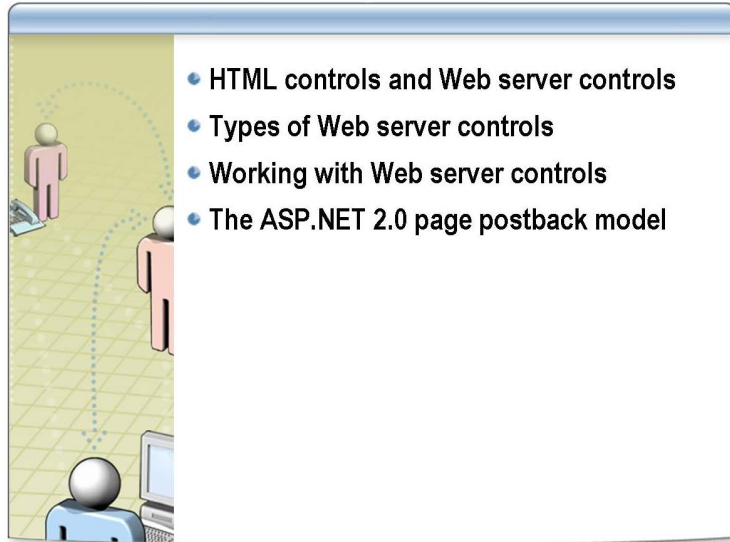 HTML controls and Web server controls
Types of Web server controls
Working with Web server controls
The ASP.NET 2.0 page postback model